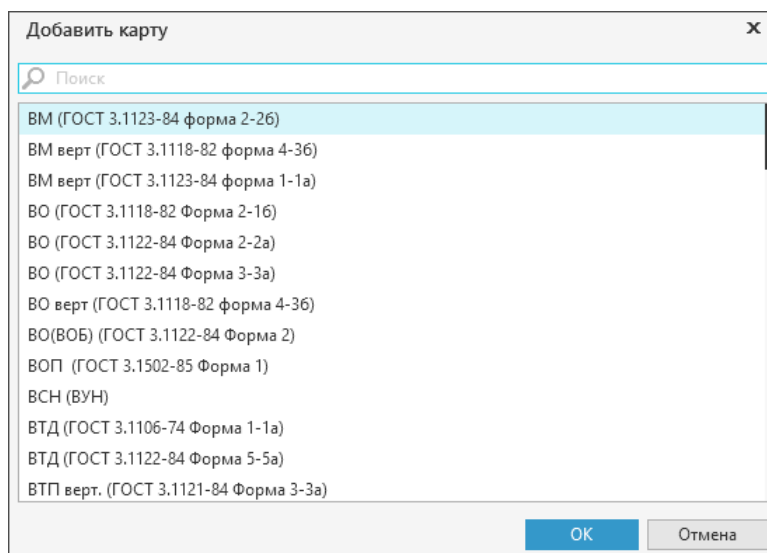 Добавить карту
Поиск
ВМ (ГОСТ 3.1123-84 форма 2-2б)
ВМ верт (ГОСТ 3.1118-82 форма 4-3б)
ВМ верт (ГОСТ 3.1123-84 форма 1-1а)
ВО (ГОСТ 3.1118-82 Форма 2-1б)
ВО (ГОСТ 3.1122-84 Форма 2-2а)
ВО (ГОСТ 3.1122-84 Форма 3-3а)
ВО верт (ГОСТ 3.1118-82 форма 4-3б)
ВО(ВОБ) (ГОСТ 3.1122-84 Форма 2)
ВОП  (ГОСТ 3.1502-85 Форма 1)
ВСН (ВУН)
ВТД (ГОСТ 3.1106-74 Форма 1-1а)
ВТД (ГОСТ 3.1122-84 Форма 5-5а)
ВТП верт. (ГОСТ 3.1121-84 Форма 3-3а)
ОК Отмена